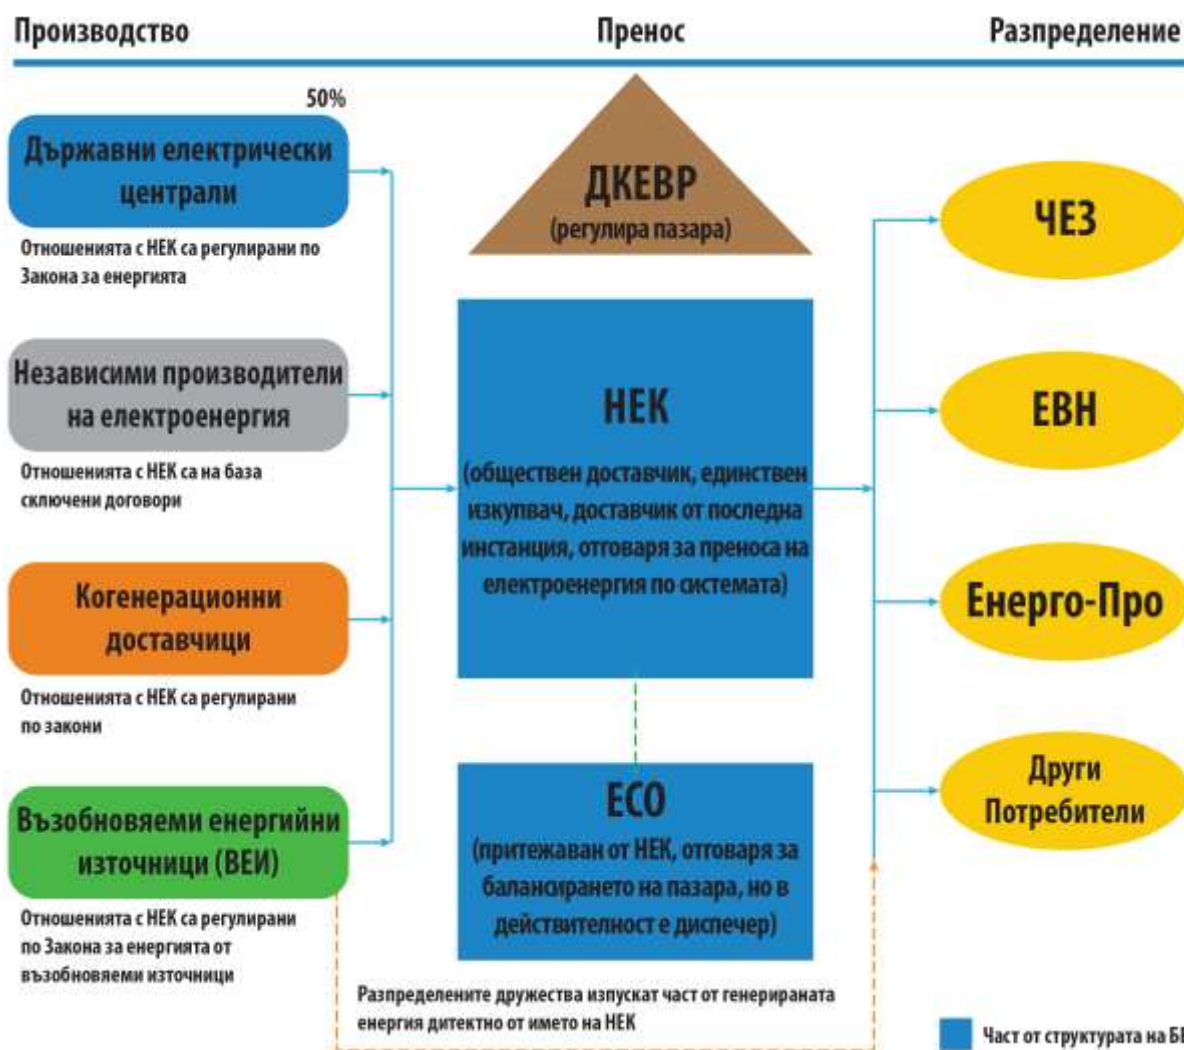 Производство
Пренос
Разпределение
50%
Държавни електрически
централи
Отношенията с НЕК са регулирани по
Закона за енергията
Независими производители
на електроенергия
Отношенията с НЕК са на база
сключени договори
Когенерационни
доставчици
Отношенията с НЕК са регулирани
по закони
Възобновяеми енергийни
източници (ВЕИ)
Отношенията с НЕК са регулирани
по Закона за енергията от
възобновяеми източници
ДКЕВР
(регулира пазара)
НЕК
(обществен доставчик, единствен
изкупвач, доставчик от последна
инстанция, отговаря за преноса на
електроенергия по системата)
ЕСО
(притежаван от НЕК, отговаря за
балансирането на пазара, но в
действителност е диспечер)
Разпределените дружества изпускат част от генерираната
енергия дитектно от името на НЕК
ЧЕЗ
ЕВН
Енерго-Про
Други
Потребители
Част от структурата на